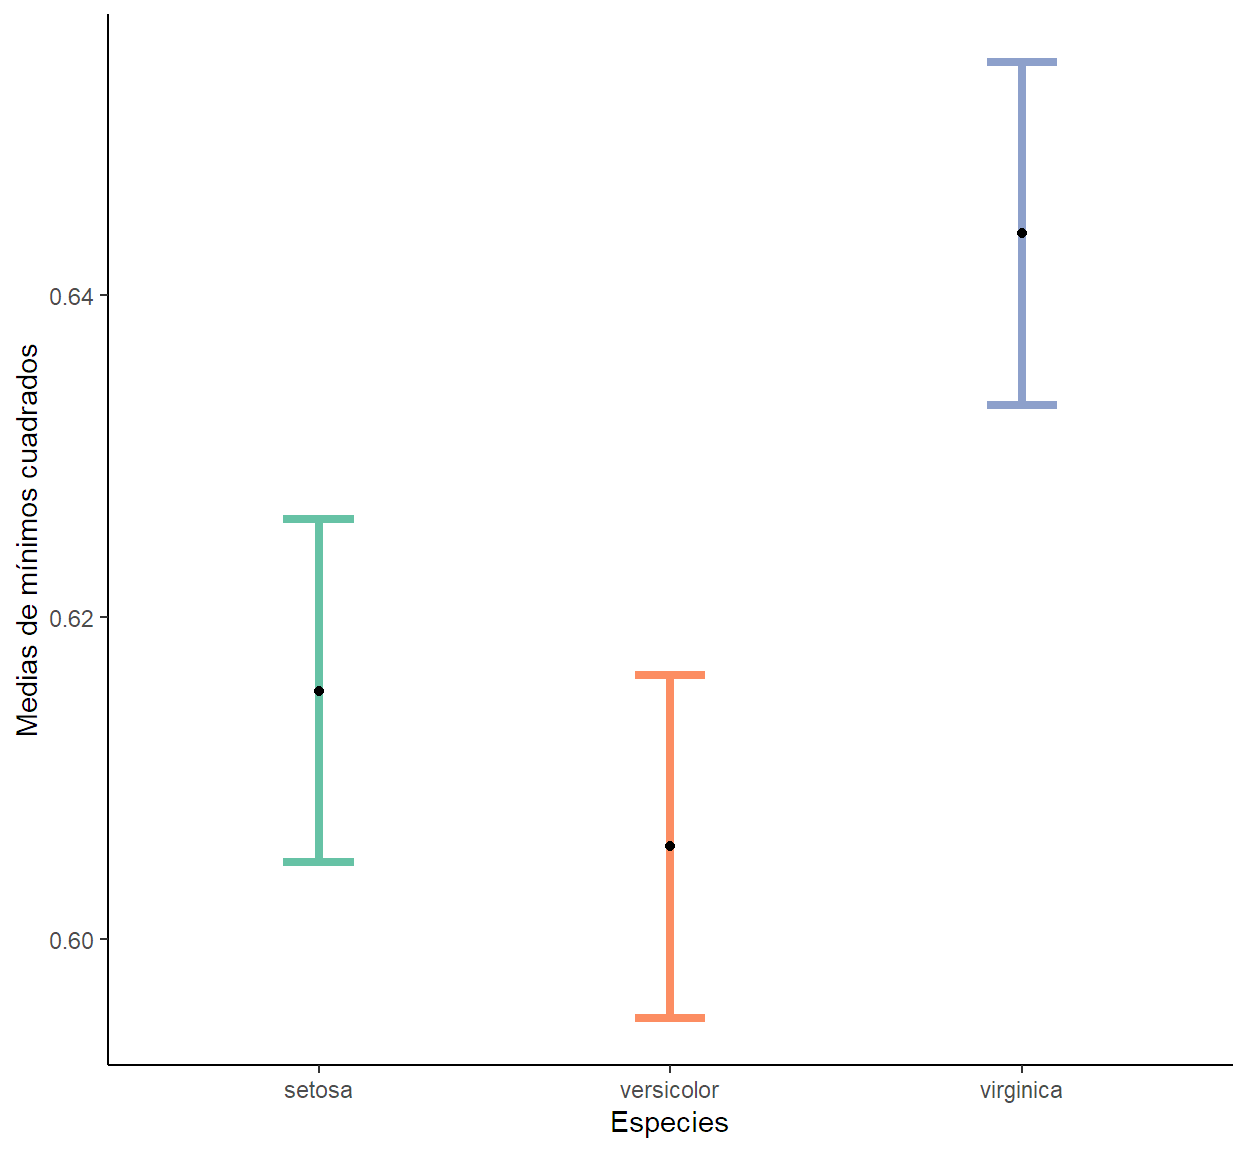 Medias de mínimos cuadrados
0.64
0.62
0.60
setosa versicolor virginica
Especies